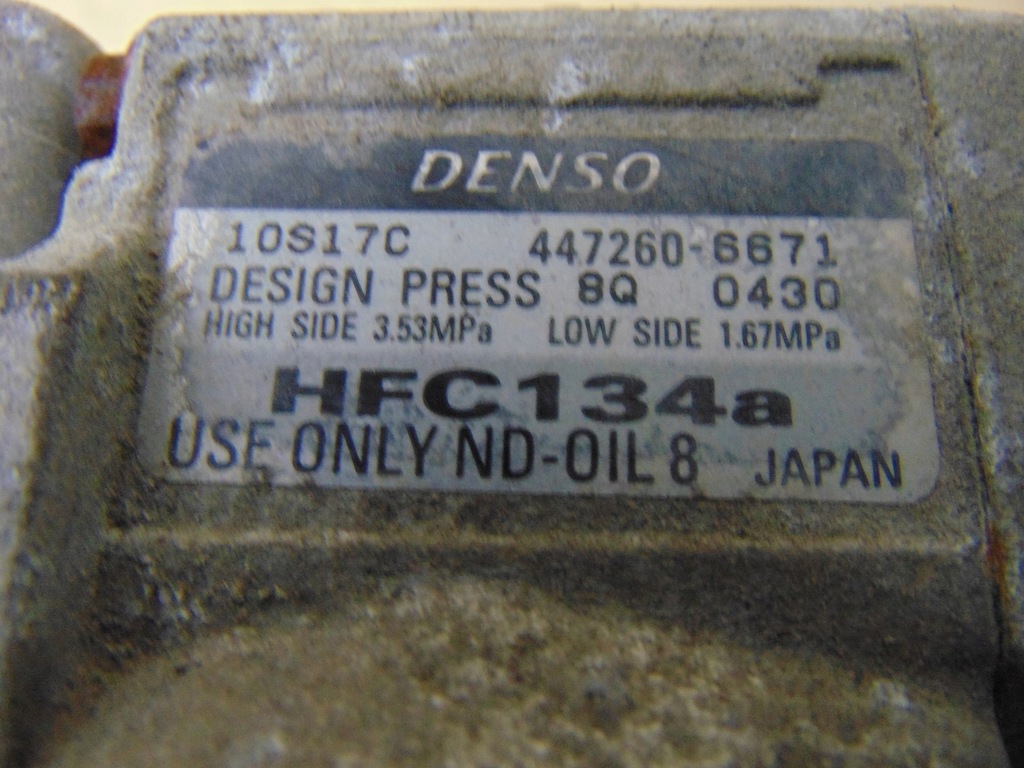 DENSO
10S17C 447260-6671
DESIGN PRESS 8Q 0430
HIGH SIDE 3.53MPa LOW SIDE 1.67MPa
HFC134a
USE ONLY ND-OIL 8 JAPAN